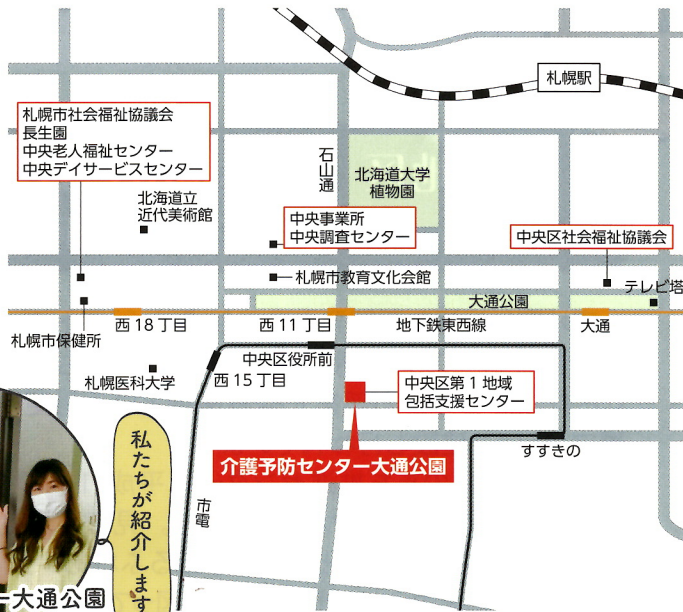 札幌駅
札幌市社会福祉協議会
長生園
中央老人福祉センター
中央デイサービスセンター
石山通
北海道大学
植物園
北海道立
近代美術館
中央事業所
中央調査センター
中央区社会福祉協議会
札幌市教育文化会館
テレビ塔
大通公園
札幌市保健所
西18丁目
西11丁目
地下鉄東西線
大通
中央区役所前
札幌医科大学
西15丁目
中央区第1地域
包括支援センター
すすきの
介護予防センター大通公園
私たちが紹介します
市電
ー大通公園